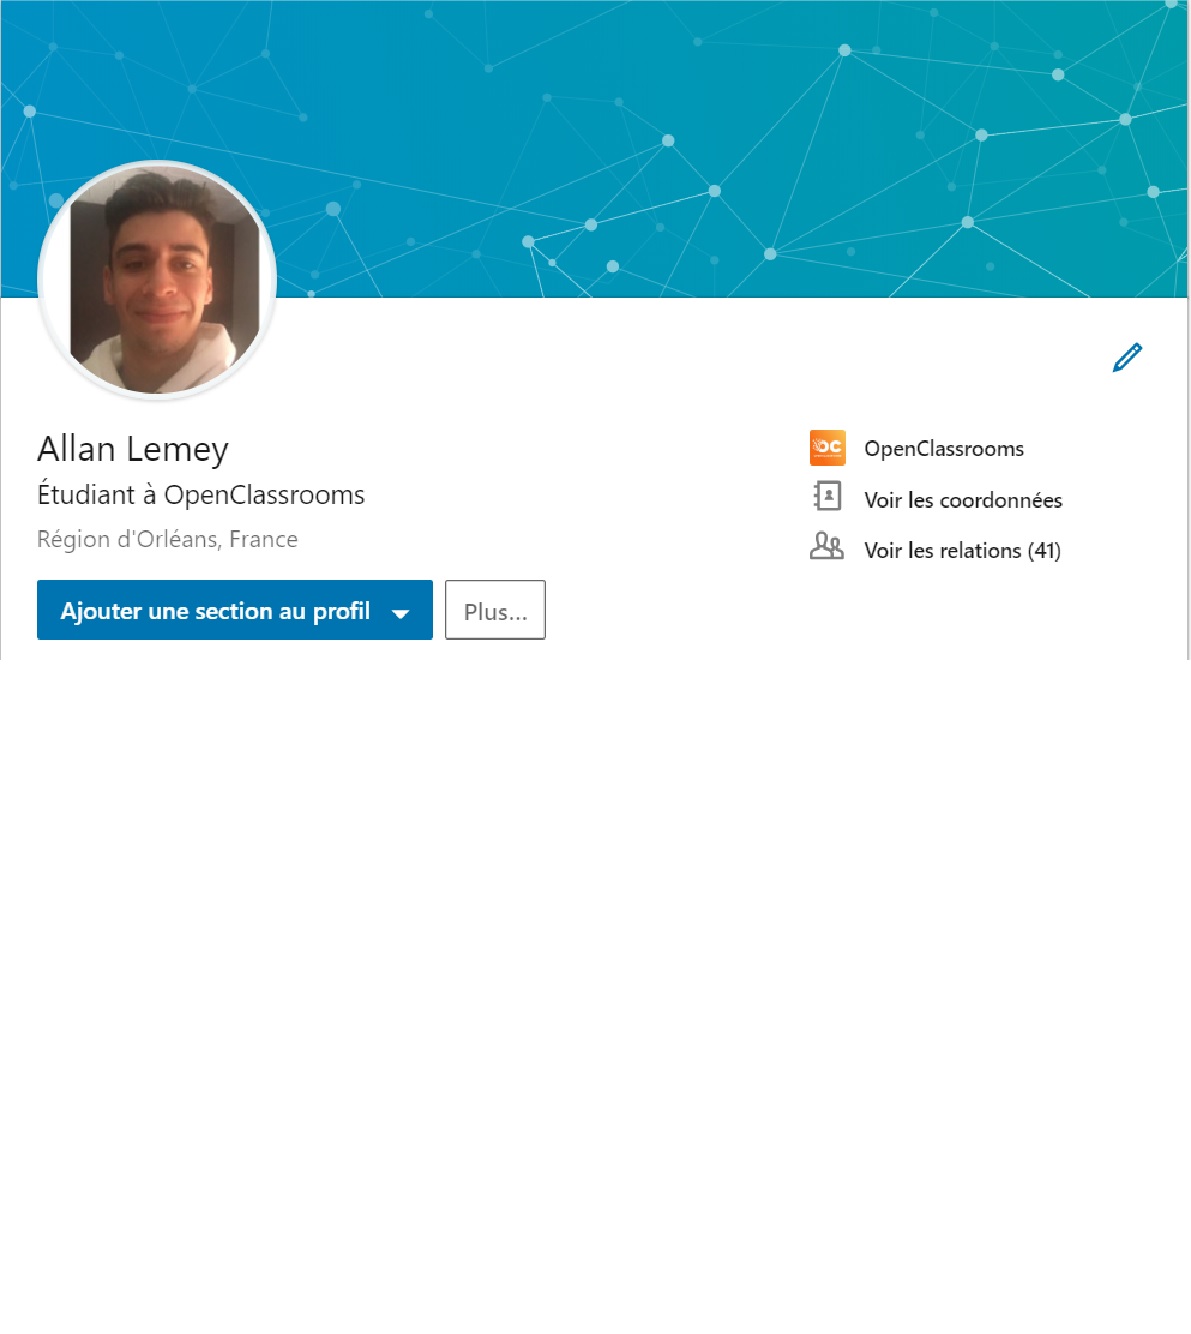 Allan Lemey
Étudiant à OpenClassrooms
Région d'Orléans, France
Ajouter une section au profil
Plus...
OC
OpenClassrooms
Voir les coordonnées
Voir les relations (41)